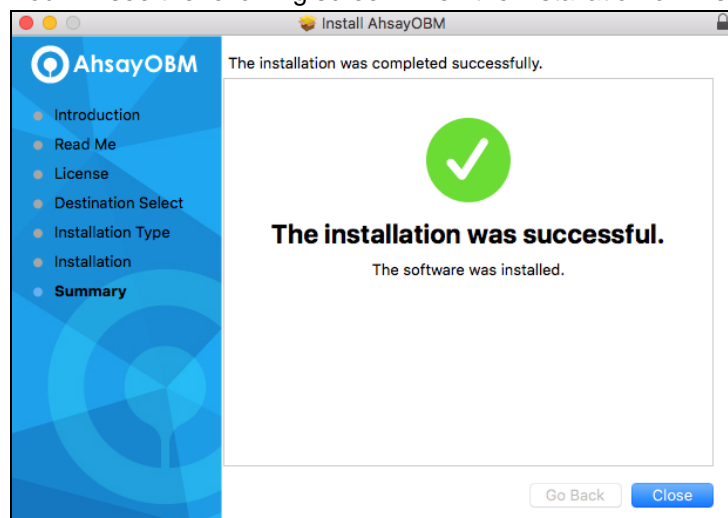 Install AhsayOBM
AhsayOBM
The installation was completed successfully.
Introduction
Read Me
License
Destination Select
Installation Type
Installation
Summary
The installation was successful.
The software was installed.
Go Back
Close